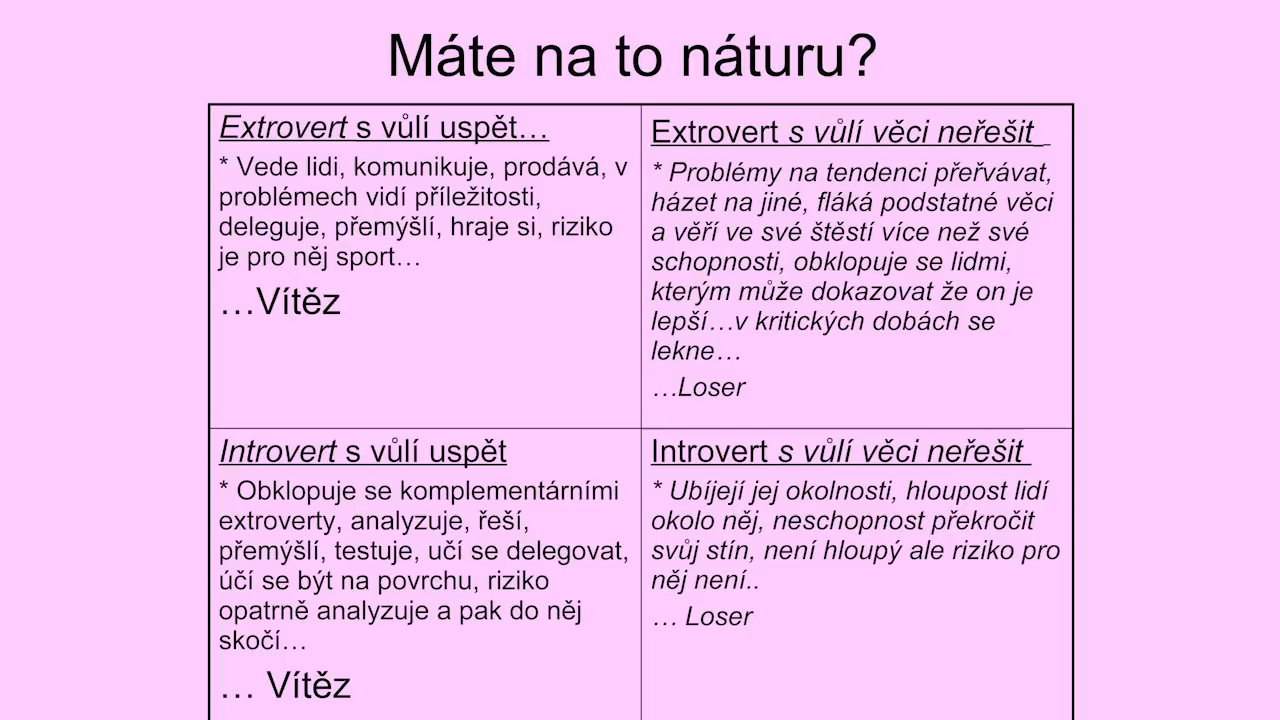 Máte na to náturu?
Extrovert s vůlí uspět…
* Vede lidi, komunikuje, prodává, v
problémech vidí příležitosti,
deleguje, přemýšlí, hraje si, riziko
je pro něj sport…
…Vítěz
Extrovert s vůlí věci neřešit
* Problémy na tendenci přeřvávat,
házet na jiné, fláká podstatné věci
a věří ve své štěstí více než své
schopnosti, obklopuje se lidmi,
kterým může dokazovat že on je
lepší…v kritických dobách se
lekne…
…Loser
Introvert s vůlí uspět
* Obklopuje se komplementárními
extroverty, analyzuje, řeší,
přemýšlí, testuje, učí se delegovat,
účí se být na povrchu, riziko
opatrně analyzuje a pak do něj
skočí…
… Vítěz
Introvert s vůlí věci neřešit
* Ubíjejí jej okolnosti, hloupost lidí
okolo něj, neschopnost překročit
svůj stín, není hloupý ale riziko pro
něj není..
… Loser